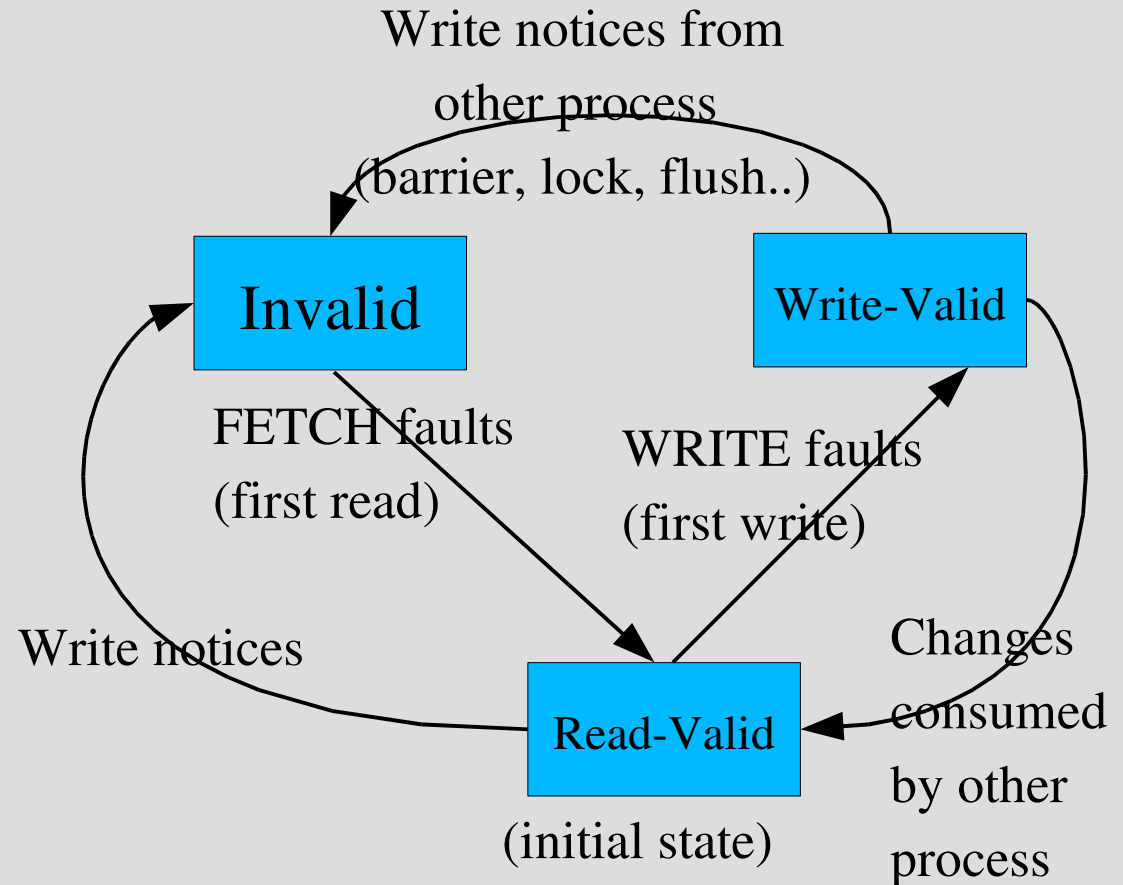 Write notices from
other process
(barrier, lock, flush..)
Invalid
Write-Valid
FETCH faults
(first read)
WRITE faults
(first write)
Write notices
Changes
consumed
by other
process
Read-Valid
(initial state)